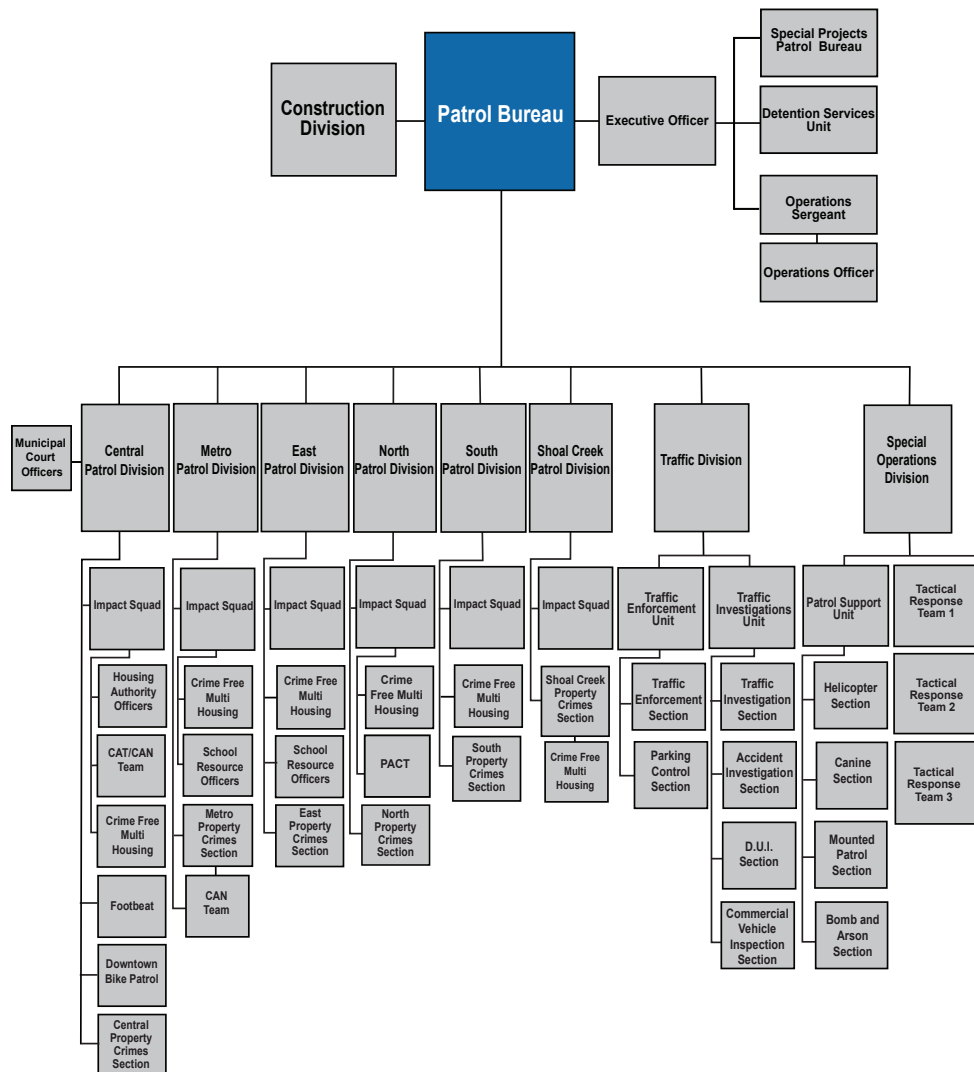 Special Projects
Patrol Bureau
Construction
Division
Patrol Bureau
Executive Officer
Detention Services
Unit
Operations
Sergeant
Operations Officer
Municipal
Court
Officers
Central
Patrol Division
Metro
Patrol Division
East
Patrol Division
North
Patrol Division
South
Patrol Division
Shoal Creek
Patrol Division
Traffic Division
Special
Operations
Division
Impact Squad
Impact Squad
Impact Squad
Impact Squad
Impact Squad
Impact Squad
Traffic
Enforcement
Unit
Traffic
Investigations
Unit
Patrol Support
Unit
Tactical
Response
Team 1
Housing
Authority
Officers
Crime Free
Multi
Housing
Crime Free
Multi
Housing
Crime
Free Multi
Housing
Crime Free
Multi
Housing
Shoal Creek
Property
Crimes
Section
Traffic
Enforcement
Section
Traffic
Investigation
Section
Helicopter
Section
Tactical
Response
Team 2
CAT/CAN
Team
School
Resource
Officers
School
Resource
Officers
PACT
South
Property
Crimes
Section
Crime Free
Multi
Housing
Parking
Control
Section
Accident
Investigation
Section
Canine
Section
Tactical
Response
Team 3
Crime Free
Multi
Housing
Metro
Property
Crimes
Section
East
Property
Crimes
Section
North
Property
Crimes
Section
D.U.I.
Section
Mounted
Patrol
Section
Footbeat
CAN
Team
Commercial
Vehicle
Inspection
Section
Bomb and
Arson
Section
Downtown
Bike Patrol
Central
Property
Crimes
Section